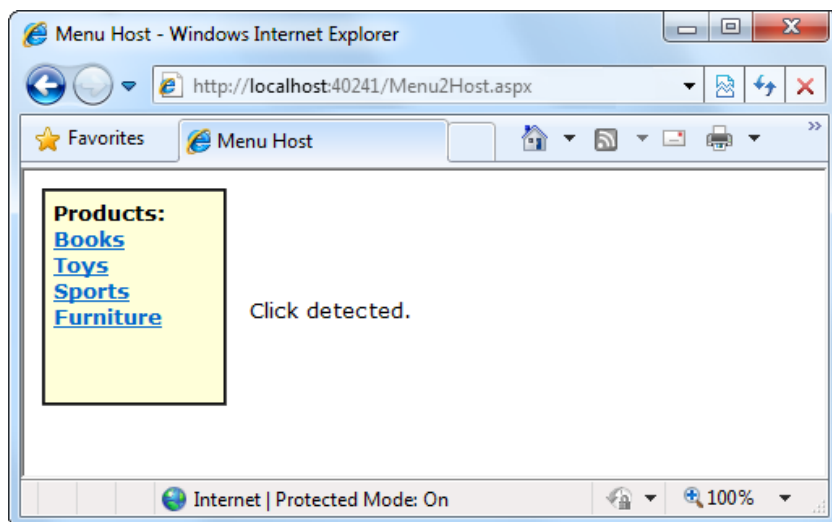 Menu Host - Windows Internet Explorer
http://localhost:40241/Menu2Host.aspx
Favorites
Menu Host
Products:
Books
Toys
Sports
Furniture
Click detected.
Internet | Protected Mode: On
100%